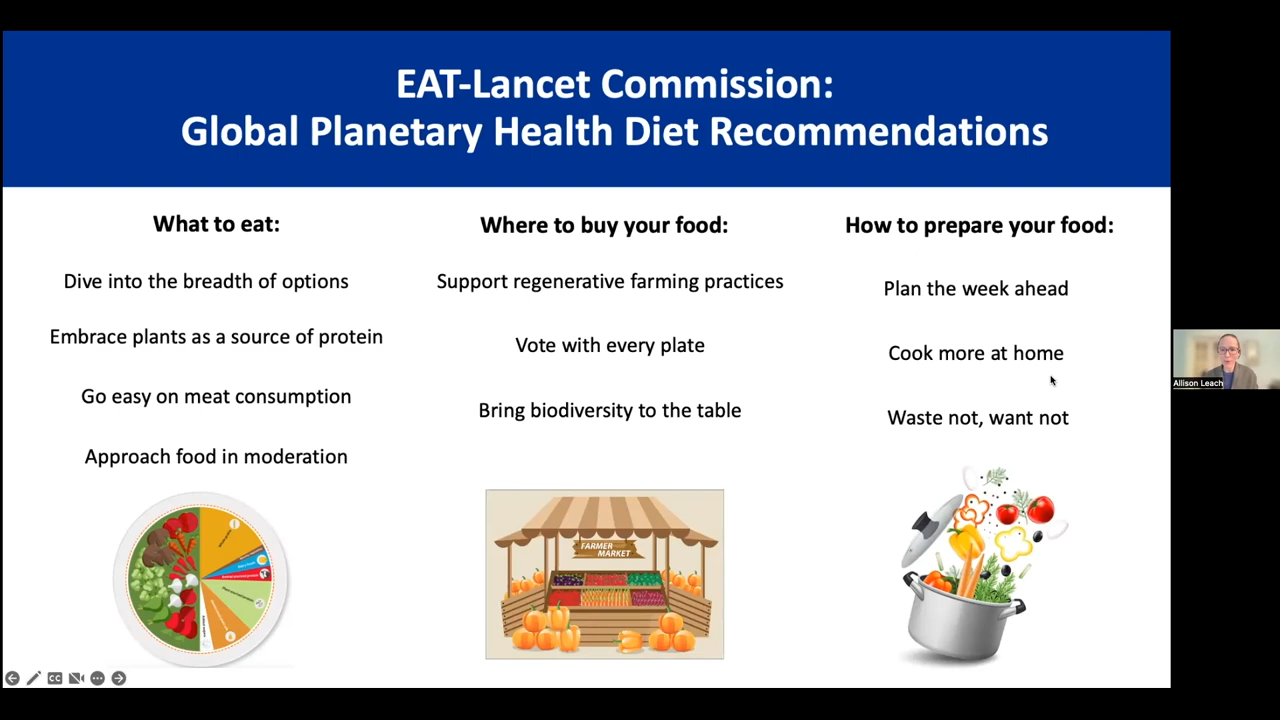 EAT-Lancet Commission:
Global Planetary Health Diet Recommendations
What to eat:
Dive into the breadth of options
Embrace plants as a source of protein
Go easy on meat consumption
Approach food in moderation
Where to buy your food:
Support regenerative farming practices
Vote with every plate
Bring biodiversity to the table
FARMER
MARKET
How to prepare your food:
Plan the week ahead
Cook more at home
Waste not, want not
Allison Leach
CC